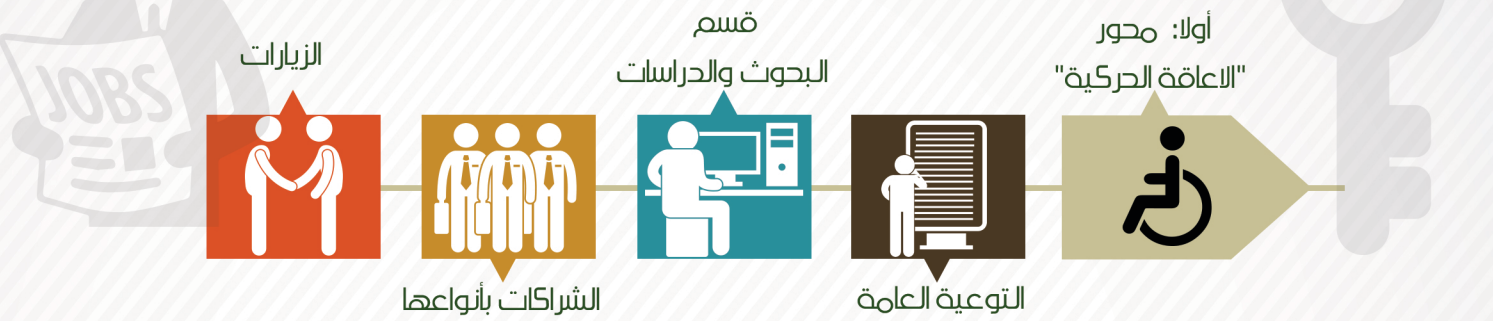 أولا: محور
"الاعاقة الحركية"
التوعية العامة
قسم
البحوث والدراسات
الشراكات بأنواعها
الزيارات
JOBS